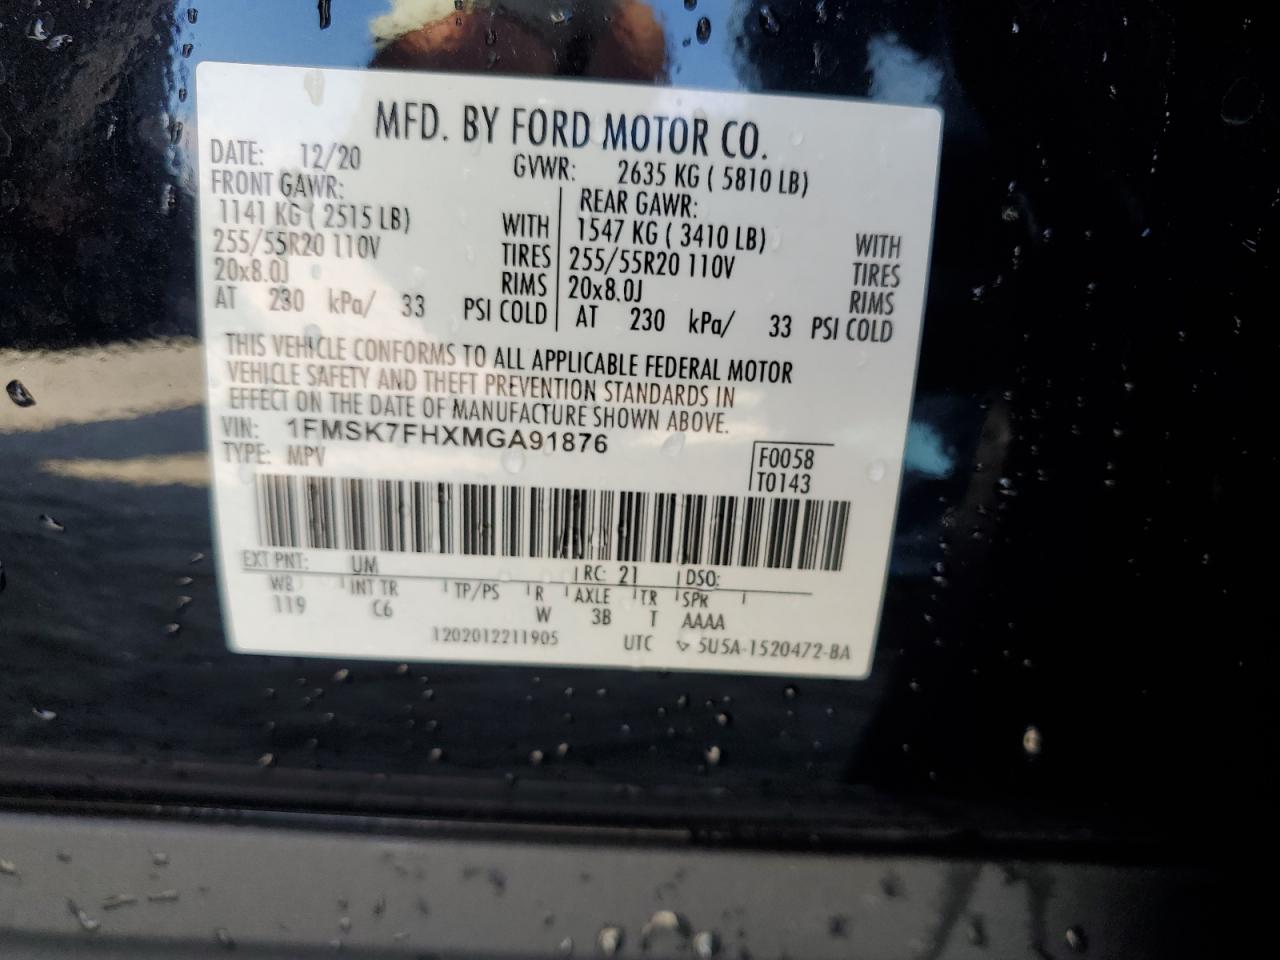 MFD. BY FORD MOTOR CO.
DATE: 12/20 GVWR: 2635 KG ( 5810 LB)
FRONT GAWR: REAR GAWR:
1141 KG ( 2515 LB) WITH 1547 KG ( 3410 LB) WITH
255/55R20 110V TIRES 255/55R20 110V TIRES
20x8.0J RIMS 20x8.0J RIMS
AT 230 kPa/ 33 PSI COLD AT 230 kPa/ 33 PSI COLD
THIS VEHICLE CONFORMS TO ALL APPLICABLE FEDERAL MOTOR
VEHICLE SAFETY AND THEFT PREVENTION STANDARDS IN
EFFECT ON THE DATE OF MANUFACTURE SHOWN ABOVE.
VIN: 1FMSK7FHXMGA91876
TYPE: MPV
F0058
T0143
EXT PNT: UM RC: 21 DSO:
WB INT TR TP/PS R AXLE TR SPR
119 C6 W 3B T AAAA
1202012211905 UTC 5U5A-1520472-BA